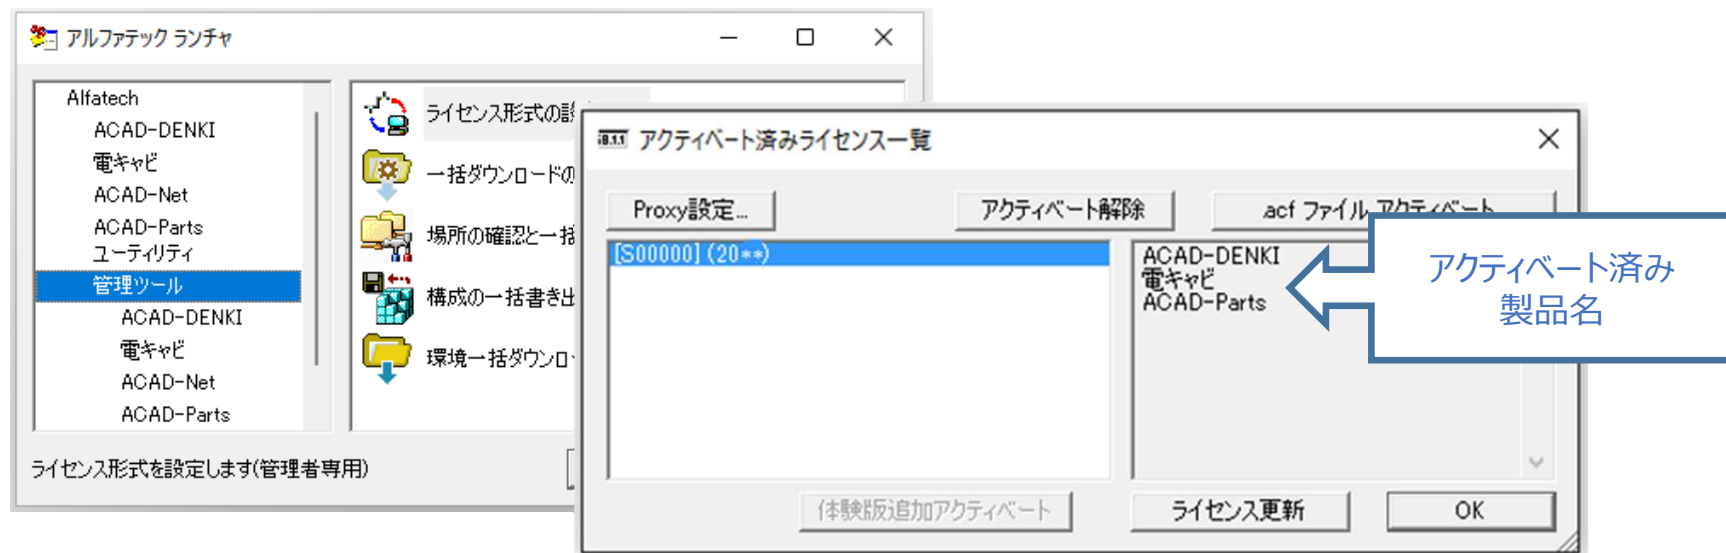 アルファテック ランチャ
Alfatech
ACAD-DENKI
電キャビ
ACAD-Net
ACAD-Parts
ユーティリティ
管理ツール
ACAD-DENKI
電キャビ
ACAD-Net
ACAD-Parts
ライセンス形式の設
一括ダウンロードの
場所の確認と一括
構成の一括書き出
環境一括ダウンロ
ライセンス形式を設定します(管理者専用)
アクティベート済みライセンス一覧
Proxy設定...
アクティベート解除
.acf ファイル アクティベート
[S00000] (20**)
ACAD-DENKI
電キャビ
ACAD-Parts
アクティベート済み
製品名
体験版追加アクティベート
ライセンス更新
OK